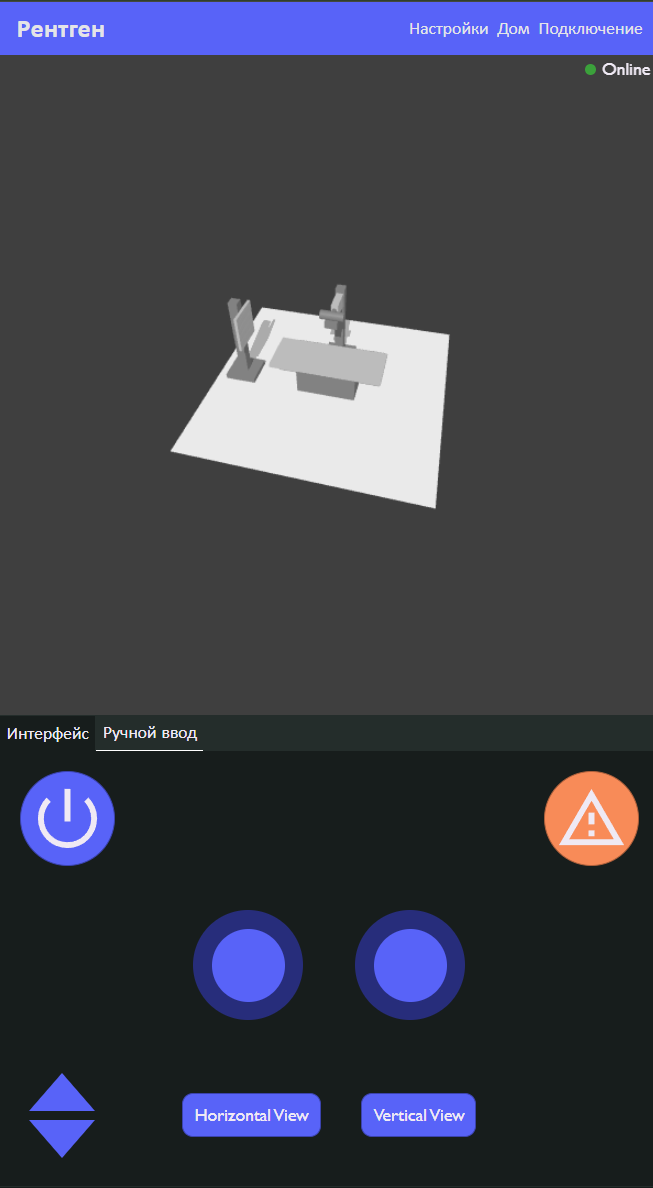 Рентген
Настройки Дом Подключение
Online
Интерфейс Ручной ввод
Horizontal View Vertical View